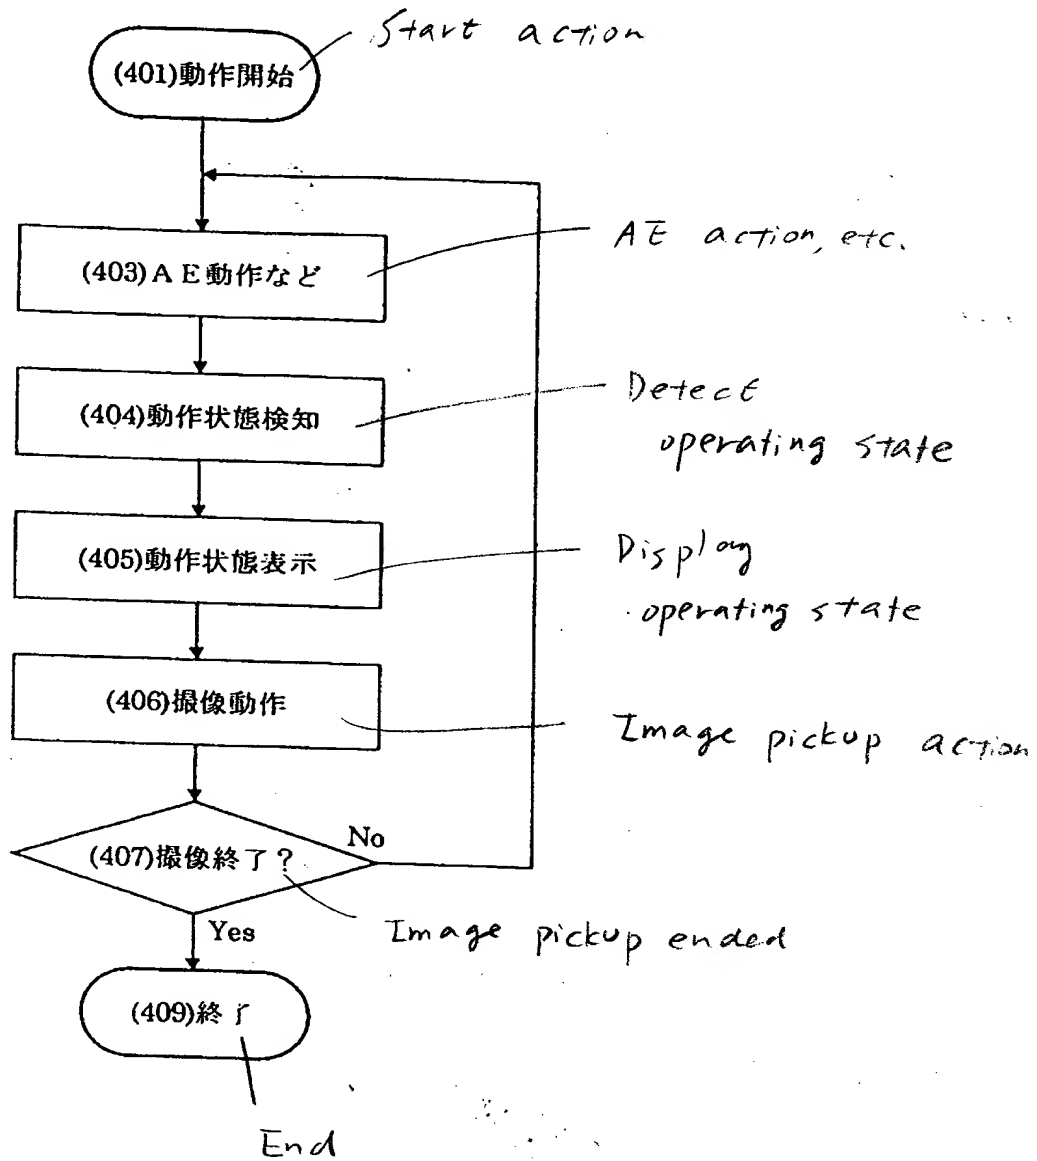 Start action
(401)動作開始
(403)AE動作など
AE action, etc.
(404)動作状態検知
Detect
operating state
(405)動作状態表示
Display
operating state
(406)撮像動作
Image pickup action
No
(407)撮像終了?
Yes
Image pickup ended
(409)終了
End